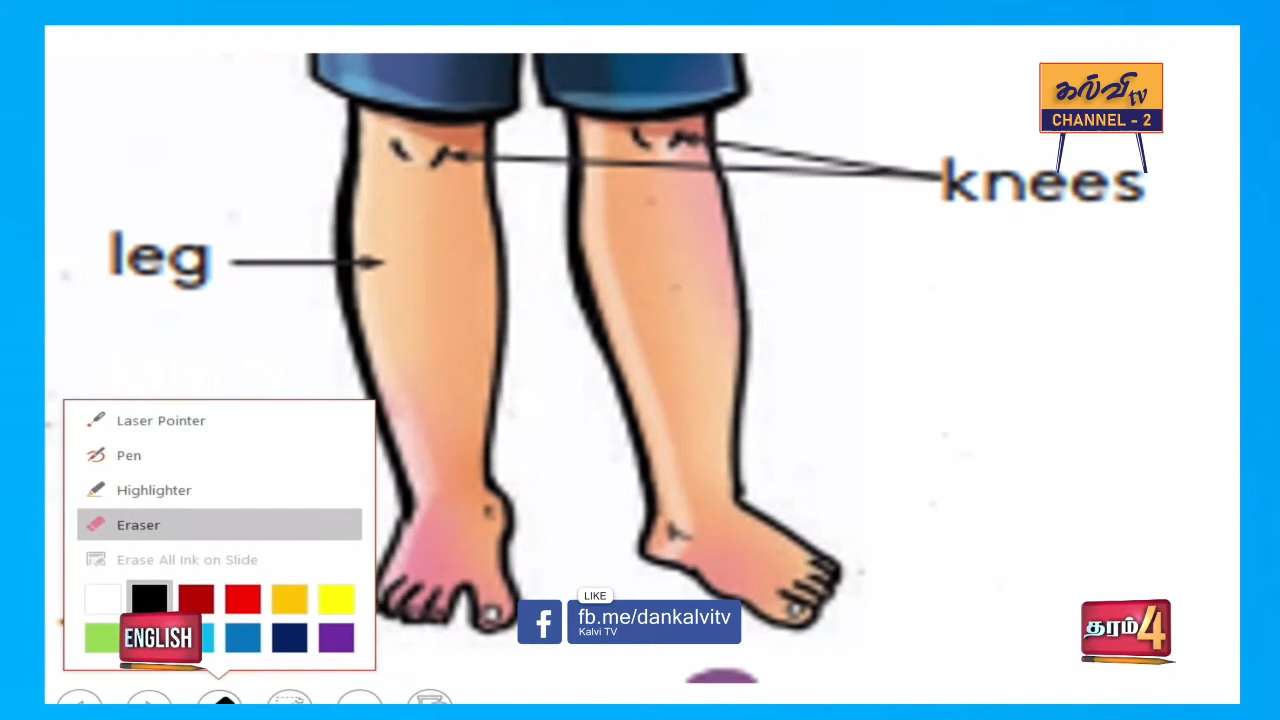 கல்வி tv
CHANNEL - 2
knees
leg
Laser Pointer
Pen
Highlighter
Eraser
Erase All Ink on Slide
LIKE
fb.me/dankalvitv
Kalvi TV
ENGLISH
தரம் 4